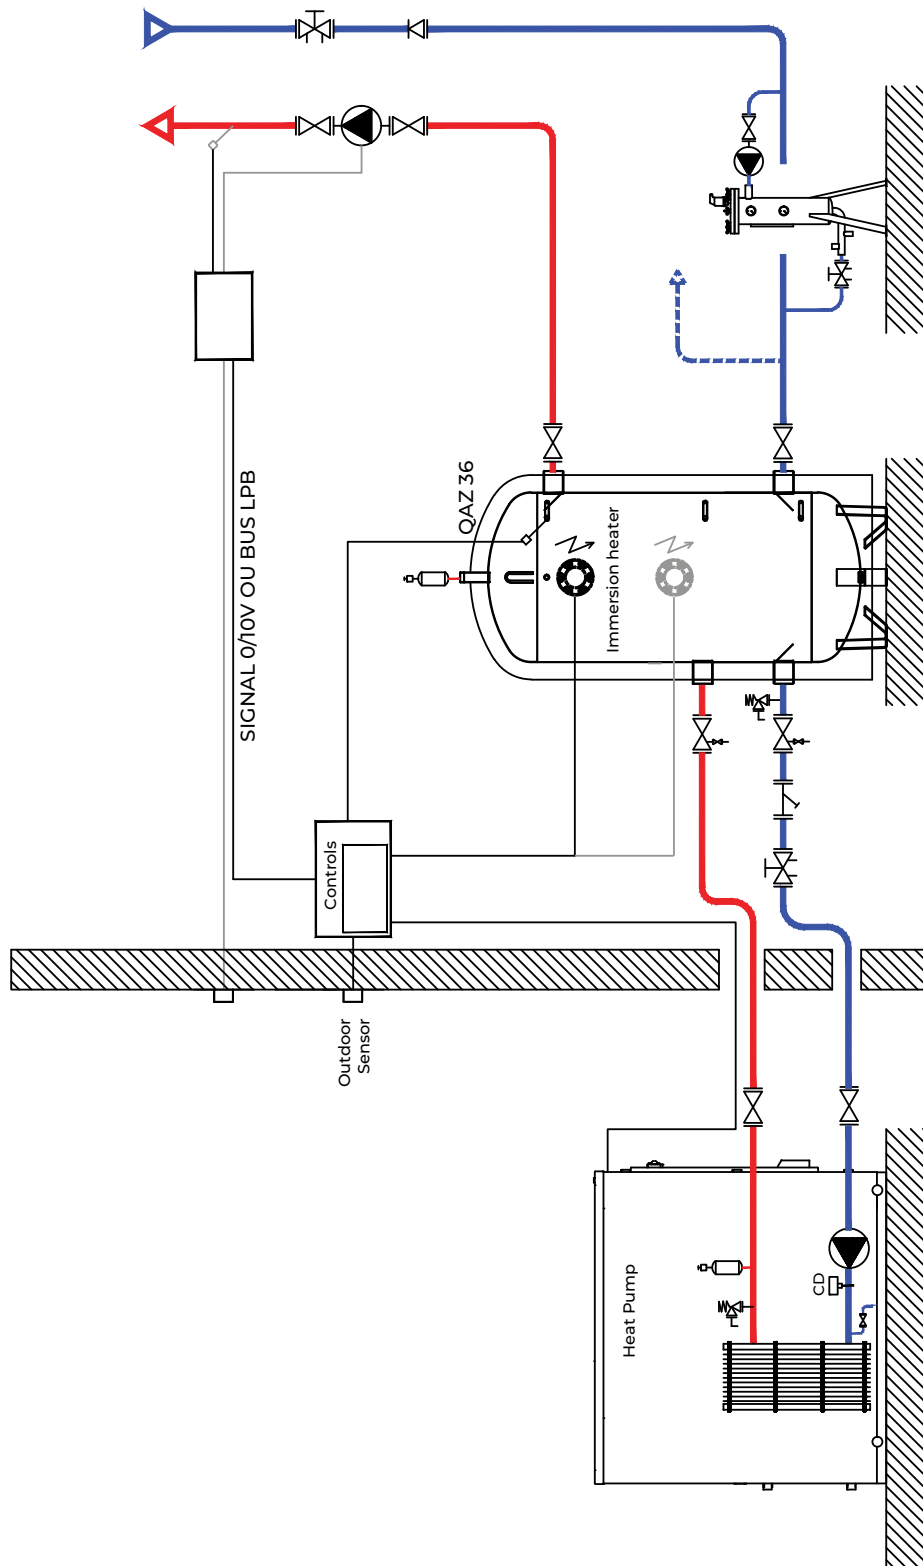 SIGNAL 0/10V OU BUS LPB
QAZ 36
Immersion heater
Controls
Outdoor
Sensor
Heat Pump
CD